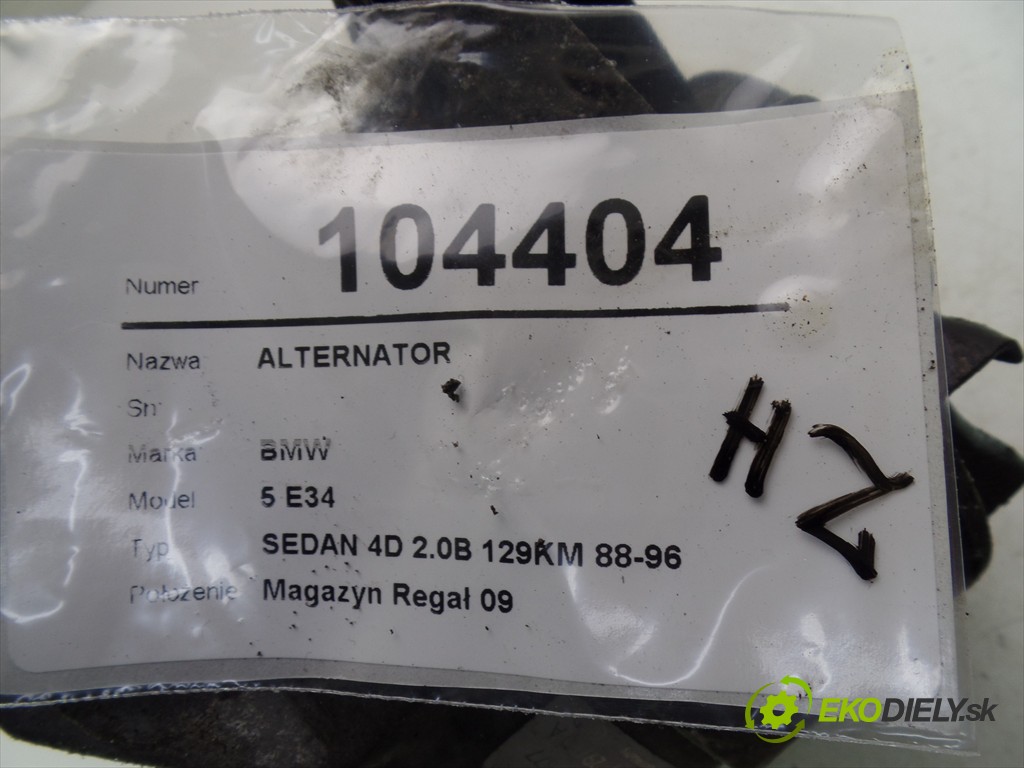 Numer 104404
Nazwa ALTERNATOR
Sn
Marka BMW
Model 5 E34
Typ SEDAN 4D 2.0B 129KM 88-96
Położenie Magazyn Regał 09
HZ
EKODIELY.sk